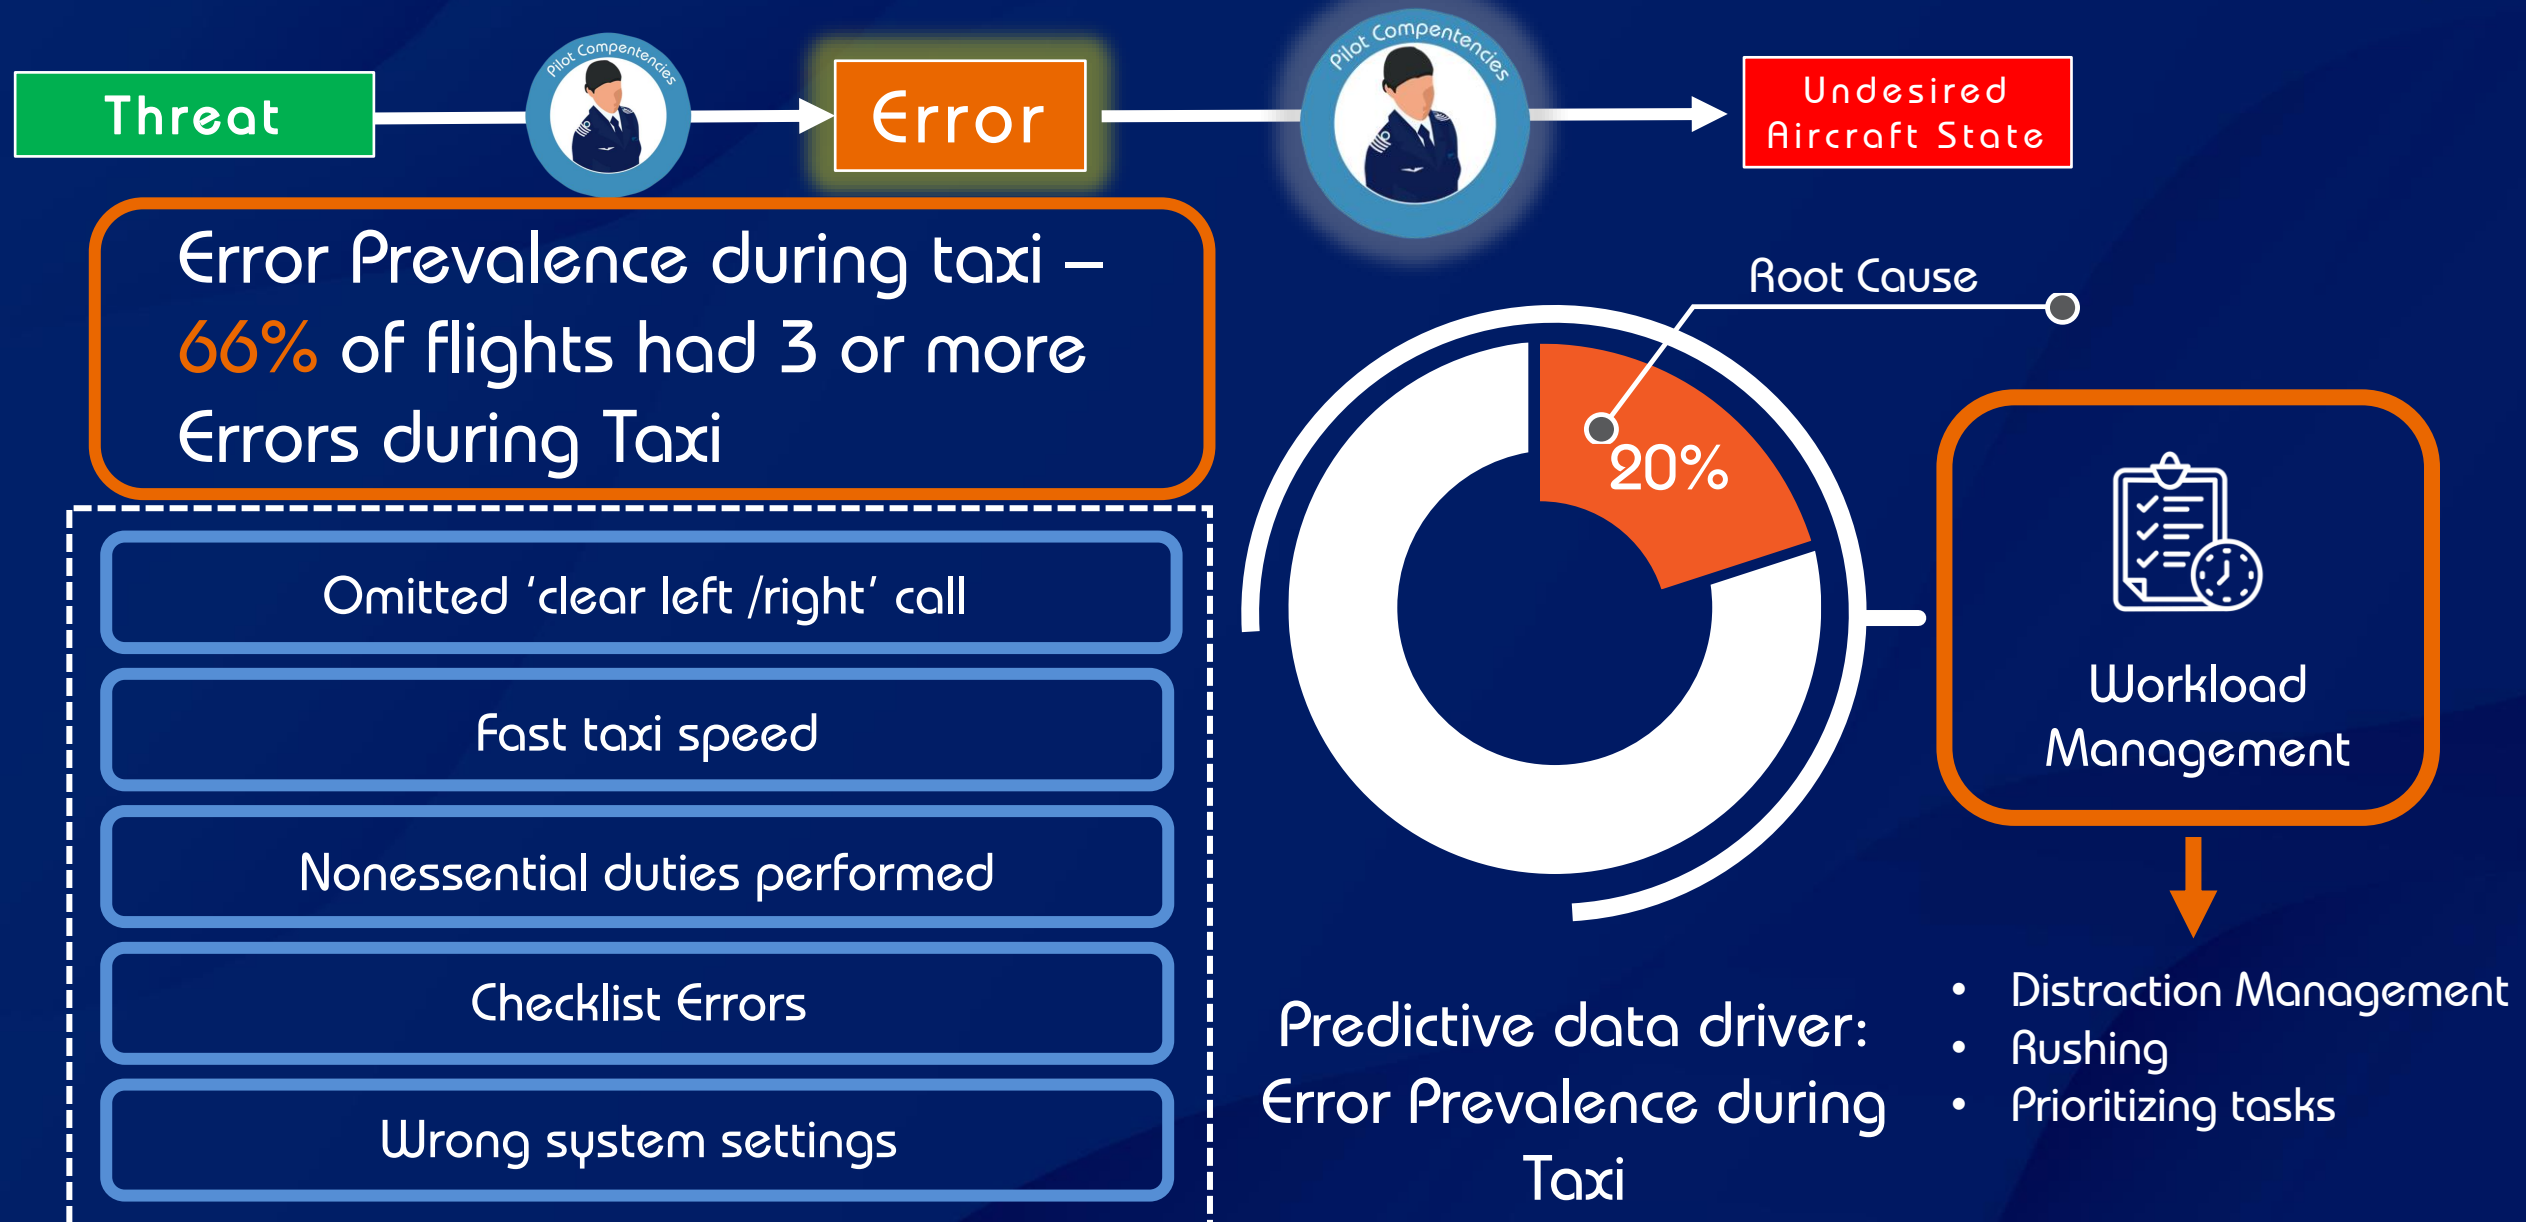 Threat
Pilot Compentencies
Error
Pilot Compentencies
Undesired
Aircraft State
Error Prevalence during taxi –
66% of flights had 3 or more
Errors during Taxi
Omitted ‘clear left /right’ call
Fast taxi speed
Nonessential duties performed
Checklist Errors
Wrong system settings
Root Cause
20%
Predictive data driver:
Error Prevalence during
Taxi
Workload
Management
• Distraction Management
• Rushing
• Prioritizing tasks